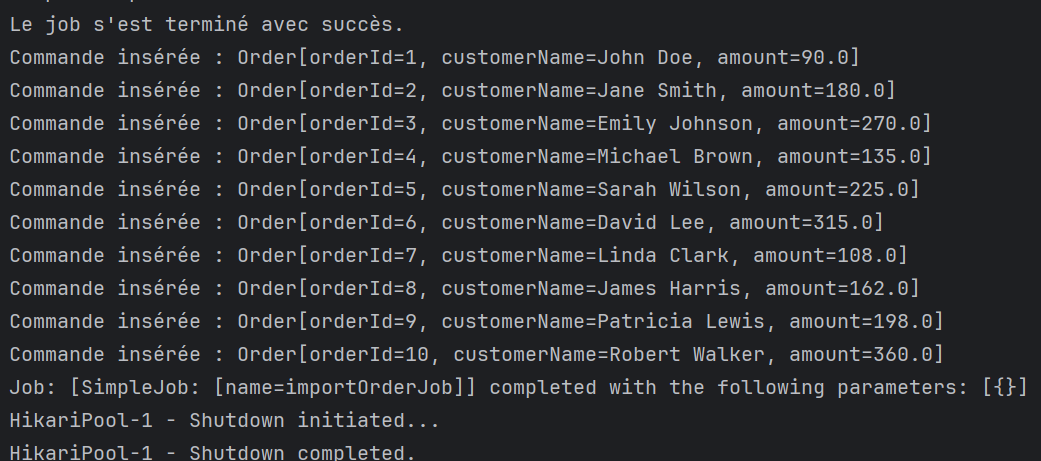 Le job s'est terminé avec succès.
Commande insérée : Order[orderId=1, customerName=John Doe, amount=90.0]
Commande insérée : Order[orderId=2, customerName=Jane Smith, amount=180.0]
Commande insérée : Order[orderId=3, customerName=Emily Johnson, amount=270.0]
Commande insérée : Order[orderId=4, customerName=Michael Brown, amount=135.0]
Commande insérée : Order[orderId=5, customerName=Sarah Wilson, amount=225.0]
Commande insérée : Order[orderId=6, customerName=David Lee, amount=315.0]
Commande insérée : Order[orderId=7, customerName=Linda Clark, amount=108.0]
Commande insérée : Order[orderId=8, customerName=James Harris, amount=162.0]
Commande insérée : Order[orderId=9, customerName=Patricia Lewis, amount=198.0]
Commande insérée : Order[orderId=10, customerName=Robert Walker, amount=360.0]
Job: [SimpleJob: [name=importOrderJob]] completed with the following parameters: [{}]
HikariPool-1 - Shutdown initiated...
HikariPool-1 - Shutdown completed.